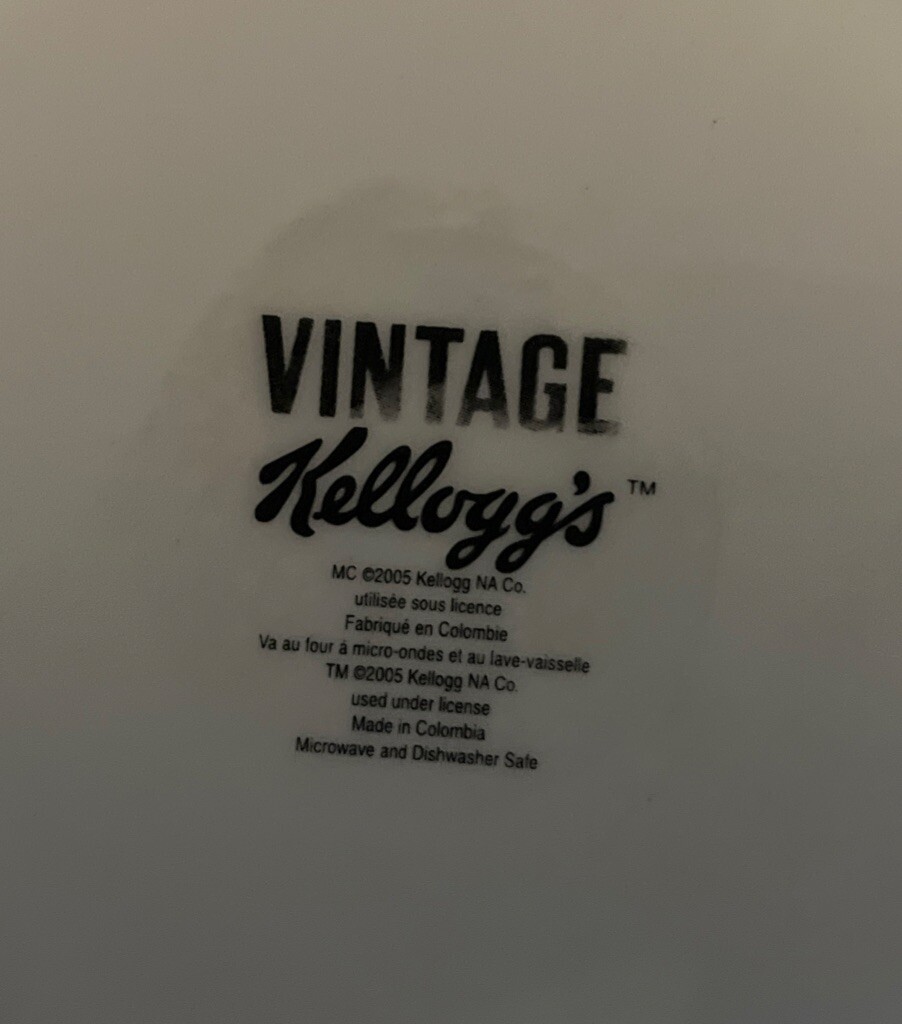 VINTAGE
Kellogg's™
MC ©2005 Kellogg NA Co.
utilisée sous licence
Fabriqué en Colombie
Va au four à micro-ondes et au lave-vaisselle
TM ©2005 Kellogg NA Co.
used under license
Made in Colombia
Microwave and Dishwasher Safe